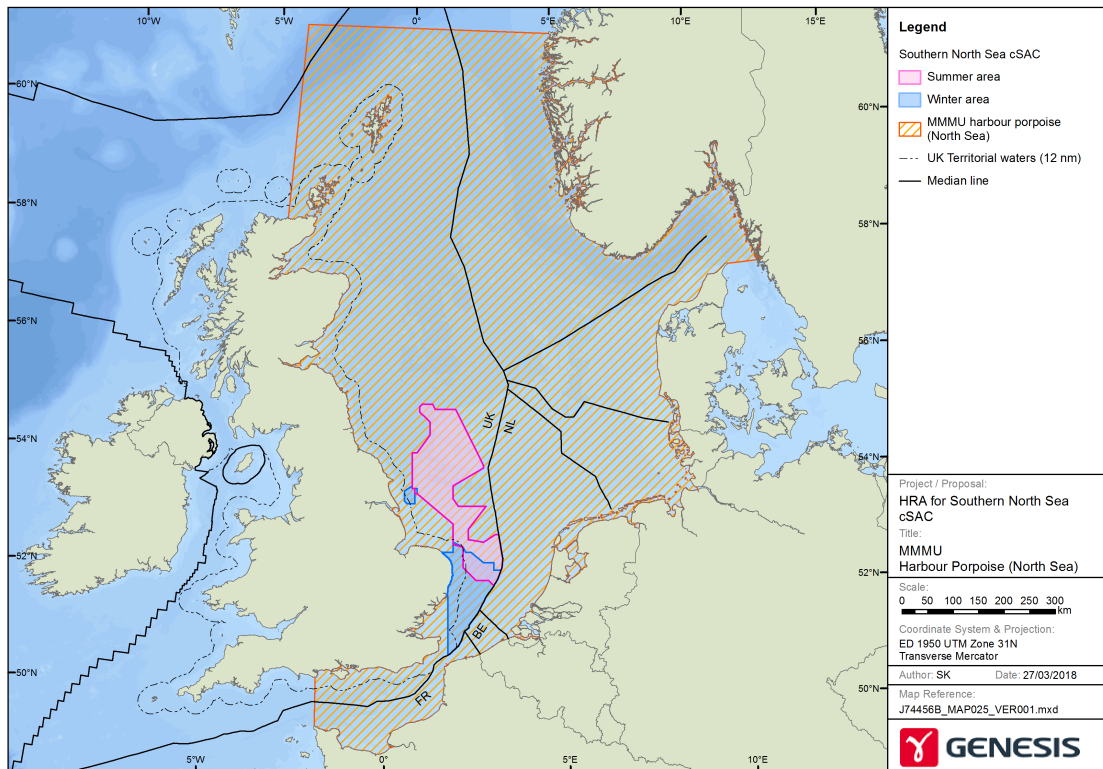 10°W
5°W
0°
5°E
10°E
15°E
60°N
58°N
56°N
54°N
52°N
50°N
60°N
58°N
56°N
54°N
52°N
50°N
UK
NL
BE
FR
5°W
0°
5°E
10°E
Legend
Southern North Sea cSAC
Summer area
Winter area
MMMU harbour porpoise
(North Sea)
UK Territorial waters (12 nm)
Median line
Project / Proposal:
HRA for Southern North Sea
cSAC
Title:
MMMU
Harbour Porpoise (North Sea)
Scale:
0 50 100 150 200 250 300
km
Coordinate System & Projection:
ED 1950 UTM Zone 31N
Transverse Mercator
Author: SK Date: 27/03/2018
Map Reference:
J74456B_MAP025_VER001.mxd
GENESIS